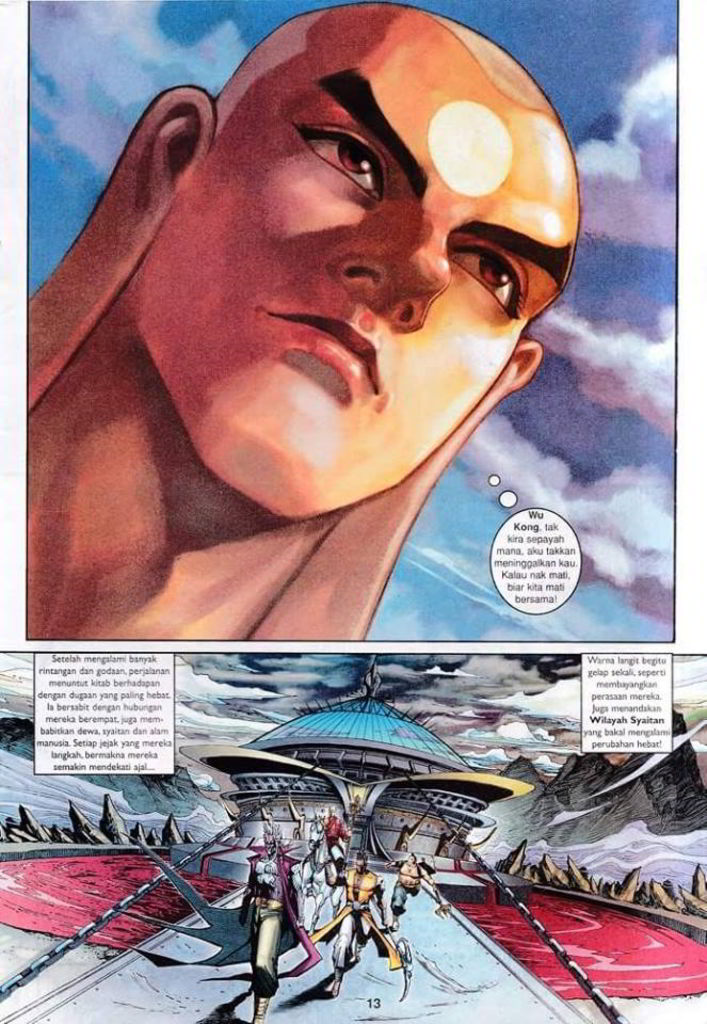 Wu
Kong, tak
kira sepayah
mana, aku takkan
meninggalkan kau.
Kalau nak mati,
biar kita mati
bersama!
Setelah mengalami banyak
rintangan dan godaan, perjalanan
menuntut kitab berhadapan
dengan dugaan yang paling hebat.
Ia bersabit dengan hubungan
mereka berempat, juga mem-
babitkan dewa, syaitan dan alam
manusia. Setiap jejak yang mereka
langkah, bermakna mereka
semakin mendekati ajal....
Warna langit begitu
gelap sekali, seperti
membayangkan
perasaan mereka.
Juga menandakan
Wilayah Syaitan
yang bakal mengalami
perubahan hebat!
13